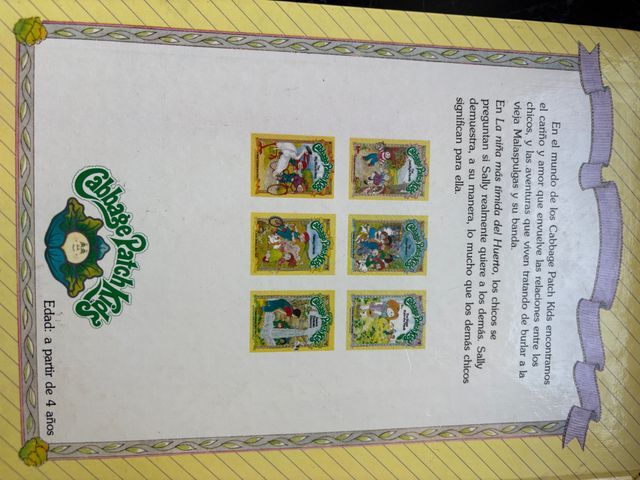 En el mundo de los Cabbage Patch Kids encontramos
el cariño y amor que envuelve las relaciones entre los
chicos, y las aventuras que viven tratando de burlar a la
vieja Malaspulgas y su banda.
En La niña más tímida del Huerto, los chicos se
preguntan si Sally realmente quiere a los demás. Sally
demuestra, a su manera, lo mucho que los demás chicos
significan para ella.
Cabbage Patch Kids
Edad: a partir de 4 años